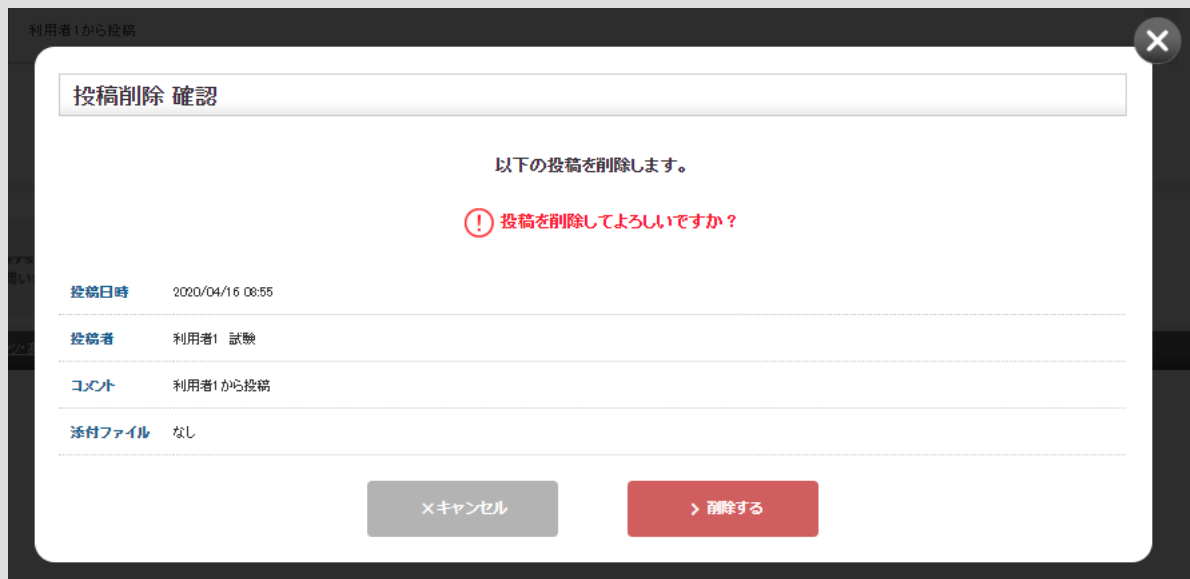 利用者1から投稿
投稿削除 確認
以下の投稿を削除します。
! 投稿を削除してよろしいですか？
投稿日時 2020/04/16 08:55
投稿者 利用者1 試験
コメント 利用者1から投稿
添付ファイル なし
×キャンセル
> 削除する